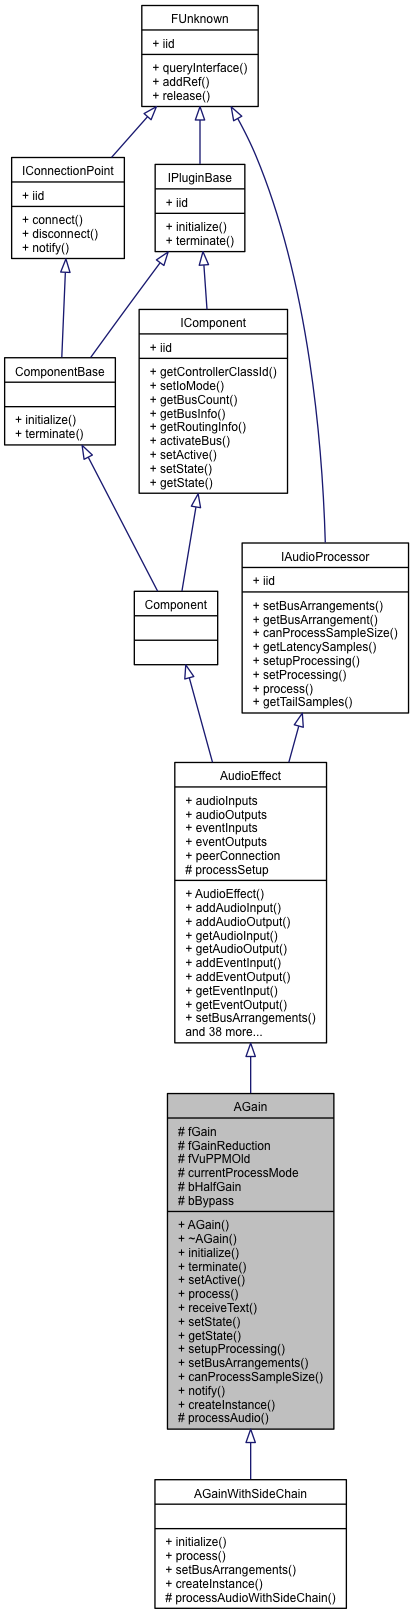 FUnknown
+ iid
+ queryInterface()
+ addRef()
+ release()
IConnectionPoint
+ iid
+ connect()
+ disconnect()
+ notify()
IPluginBase
+ iid
+ initialize()
+ terminate()
IComponent
+ iid
+ getControllerClassId()
+ setIoMode()
+ getBusCount()
+ getBusInfo()
+ getRoutingInfo()
+ activateBus()
+ setActive()
+ setState()
+ getState()
ComponentBase
+ initialize()
+ terminate()
IAudioProcessor
+ iid
+ setBusArrangements()
+ getBusArrangement()
+ canProcessSampleSize()
+ getLatencySamples()
+ setupProcessing()
+ setProcessing()
+ process()
+ getTailSamples()
Component
AudioEffect
+ audioInputs
+ audioOutputs
+ eventInputs
+ eventOutputs
+ peerConnection
# processSetup
+ AudioEffect()
+ addAudioInput()
+ addAudioOutput()
+ getAudioInput()
+ getAudioOutput()
+ addEventInput()
+ addEventOutput()
+ getEventInput()
+ getEventOutput()
+ setBusArrangements()
and 38 more...
AGain
# fGain
# fGainReduction
# fVuPPMOld
# currentProcessMode
# bHalfGain
# bBypass
+ AGain()
+ ~AGain()
+ initialize()
+ terminate()
+ setActive()
+ process()
+ receiveText()
+ setState()
+ getState()
+ setupProcessing()
+ setBusArrangements()
+ canProcessSampleSize()
+ notify()
+ createInstance()
# processAudio()
AGainWithSideChain
+ initialize()
+ process()
+ setBusArrangements()
+ createInstance()
# processAudioWithSideChain()